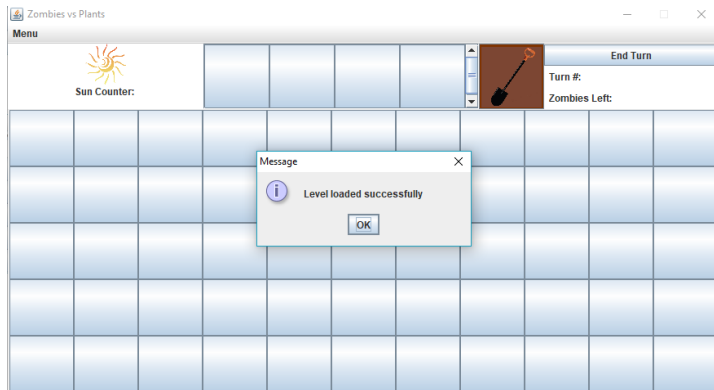 Zombies vs Plants
Menu
Sun Counter:
End Turn
Turn #:
Zombies Left:
Message
Level loaded successfully
OK